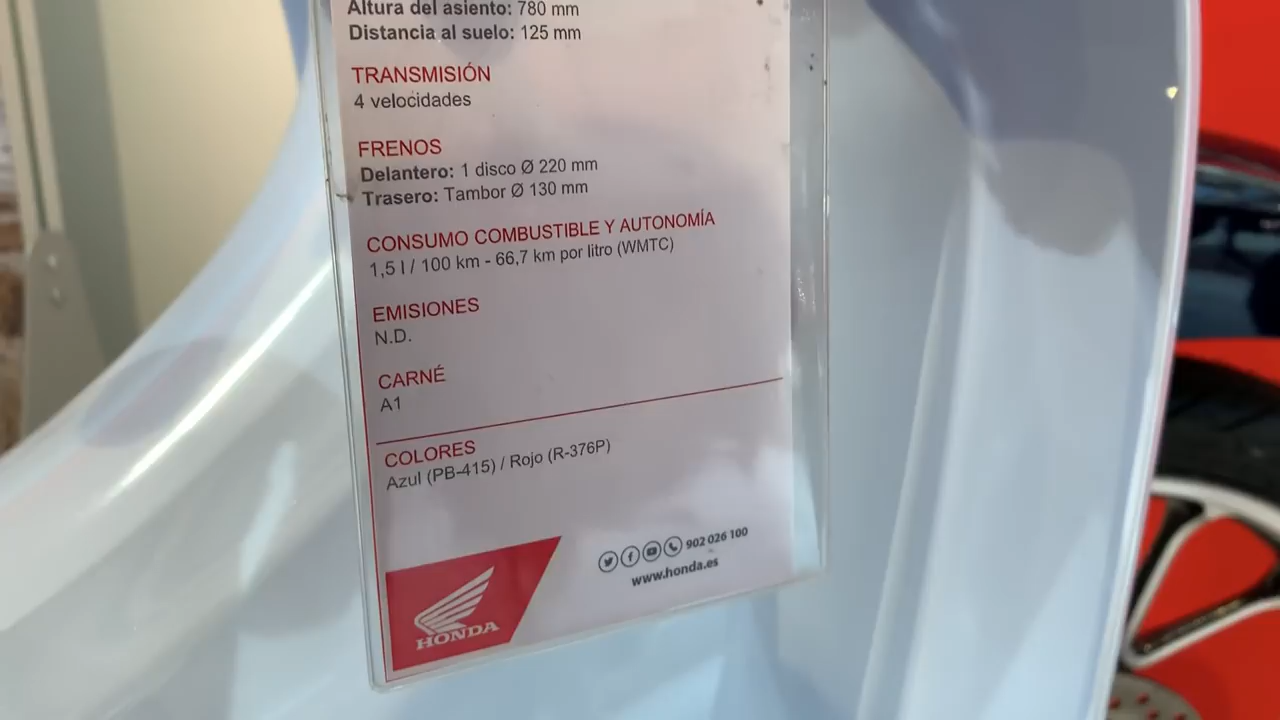 Altura del asiento: 780 mm
Distancia al suelo: 125 mm
TRANSMISIÓN
4 velocidades
FRENOS
Delantero: 1 disco Ø 220 mm
Trasero: Tambor Ø 130 mm
CONSUMO COMBUSTIBLE Y AUTONOMÍA
1,5 l / 100 km - 66,7 km por litro (WMTC)
EMISIONES
N.D.
CARNÉ
A1
COLORES
Azul (PB-415) / Rojo (R-376P)
902 026 100
www.honda.es
HONDA